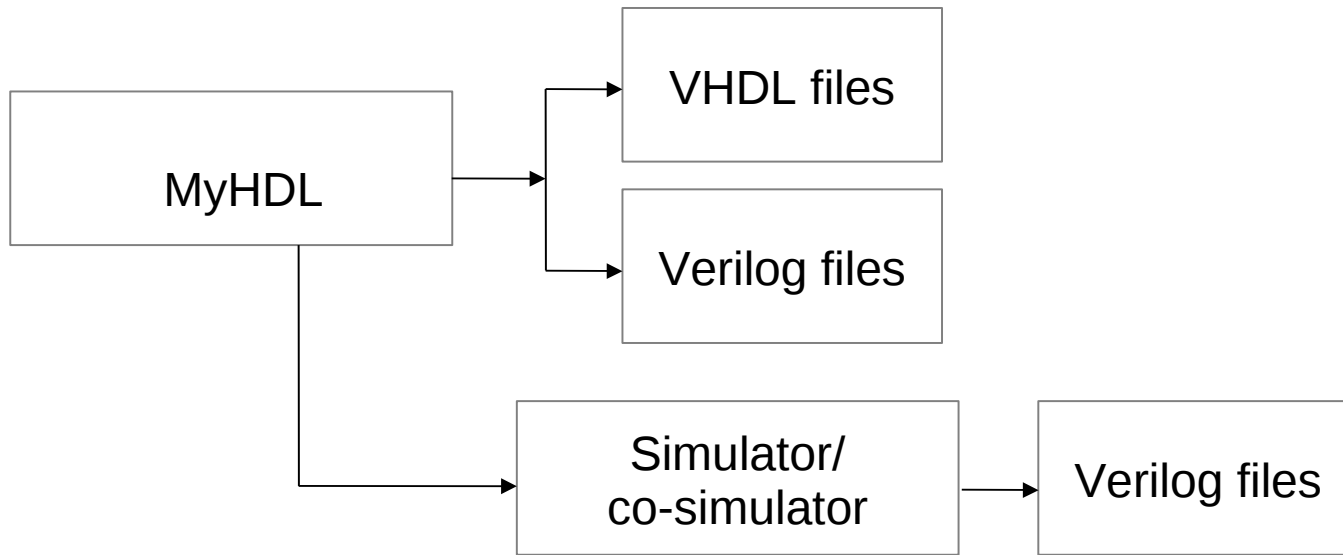 VHDL files
MyHDL
Verilog files
Simulator/
co-simulator
Verilog files